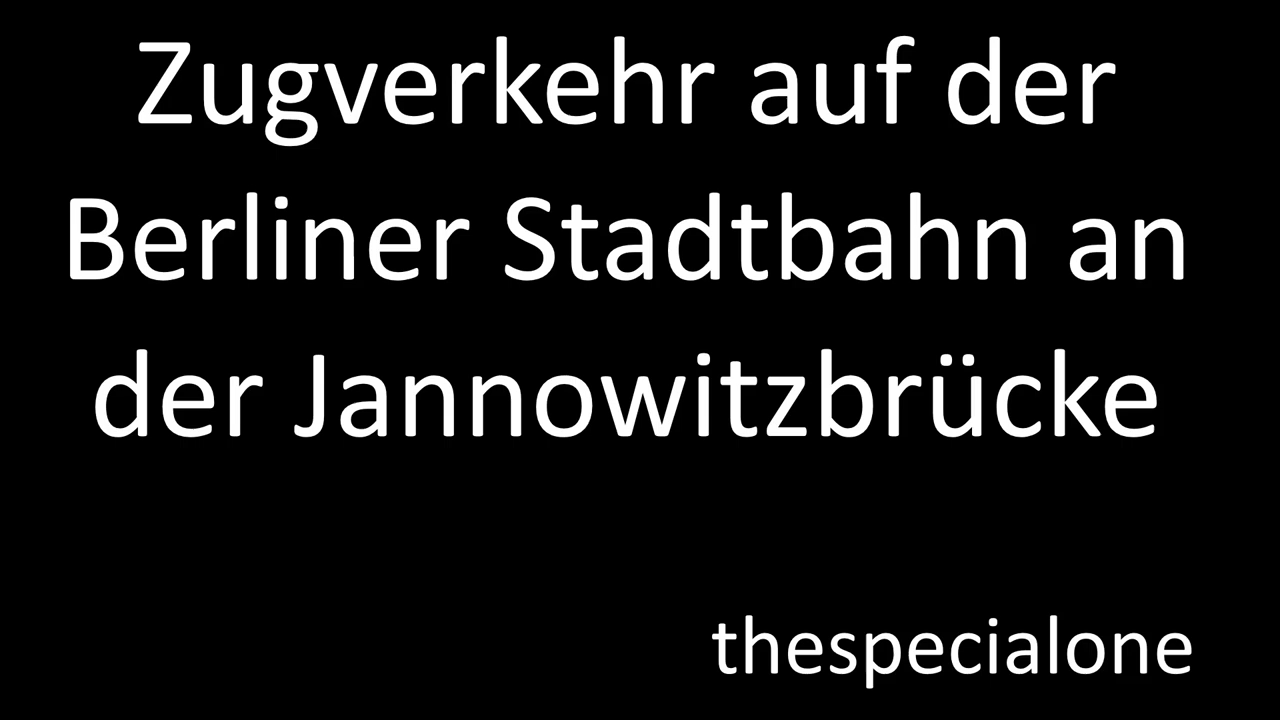 Zugverkehr auf der
Berliner Stadtbahn an
der Jannowitzbrücke
thespecialone